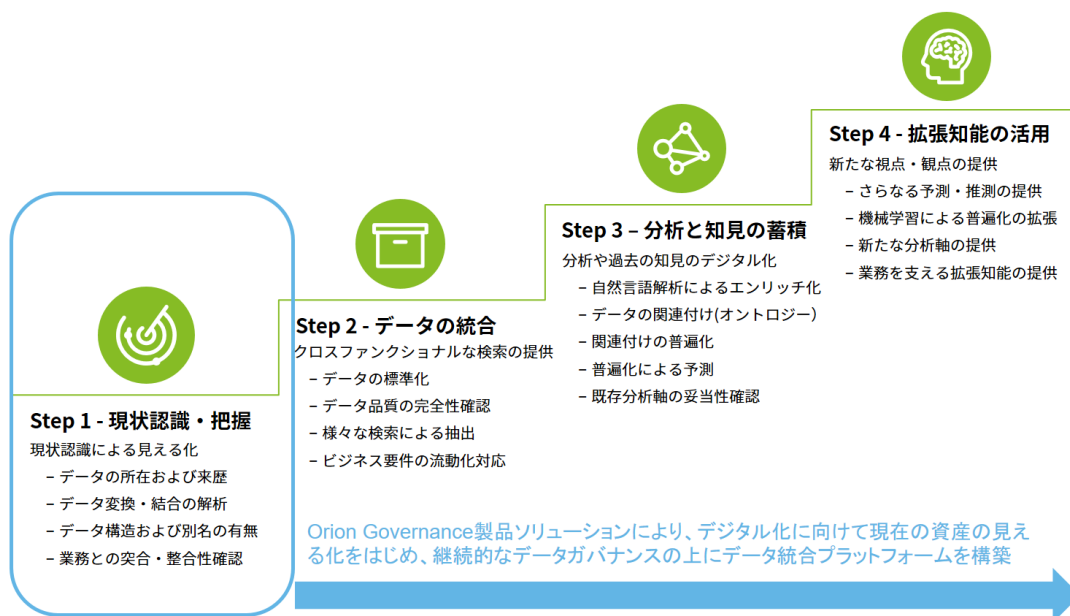 Step 1 - 現状認識・把握
現状認識による見える化
– データの所在および来歴
– データ変換・結合の解析
– データ構造および別名の有無
– 業務との突合・整合性確認
Step 2 - データの統合
クロスファンクショナルな検索の提供
– データの標準化
– データ品質の完全性確認
– 様々な検索による抽出
– ビジネス要件の流動化対応
Step 3 – 分析と知見の蓄積
分析や過去の知見のデジタル化
– 自然言語解析によるエンリッチ化
– データの関連付け(オントロジー）
– 関連付けの普遍化
– 普遍化による予測
– 既存分析軸の妥当性確認
Step 4 - 拡張知能の活用
新たな視点・観点の提供
– さらなる予測・推測の提供
– 機械学習による普遍化の拡張
– 新たな分析軸の提供
– 業務を支える拡張知能の提供
Orion Governance製品ソリューションにより、デジタル化に向けて現在の資産の見え
る化をはじめ、継続的なデータガバナンスの上にデータ統合プラットフォームを構築